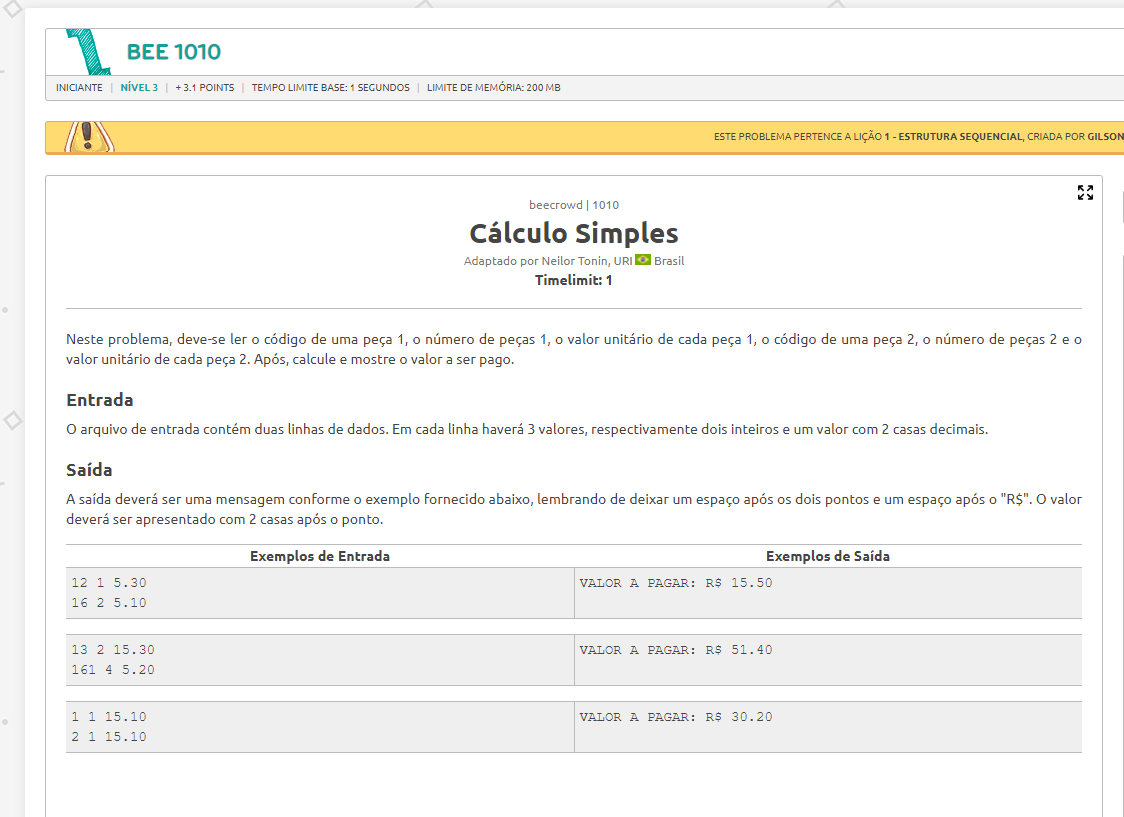 BEE 1010
INICIANTE | NÍVEL 3 | + 3.1 POINTS | TEMPO LIMITE BASE: 1 SEGUNDOS | LIMITE DE MEMÓRIA: 200 MB
ESTE PROBLEMA PERTENCE A LIÇÃO 1 - ESTRUTURA SEQUENCIAL, CRIADA POR GILSON
beecrowd | 1010
Cálculo Simples
Adaptado por Neilor Tonin, URI Brasil
Timelimit: 1
Neste problema, deve-se ler o código de uma peça 1, o número de peças 1, o valor unitário de cada peça 1, o código de uma peça 2, o número de peças 2 e o
valor unitário de cada peça 2. Após, calcule e mostre o valor a ser pago.
Entrada
O arquivo de entrada contém duas linhas de dados. Em cada linha haverá 3 valores, respectivamente dois inteiros e um valor com 2 casas decimais.
Saída
A saída deverá ser uma mensagem conforme o exemplo fornecido abaixo, lembrando de deixar um espaço após os dois pontos e um espaço após o "R$". O valor
deverá ser apresentado com 2 casas após o ponto.
Exemplos de Entrada Exemplos de Saída
12 1 5.30 VALOR A PAGAR: R$ 15.50
16 2 5.10
13 2 15.30 VALOR A PAGAR: R$ 51.40
161 4 5.20
1 1 15.10 VALOR A PAGAR: R$ 30.20
2 1 15.10